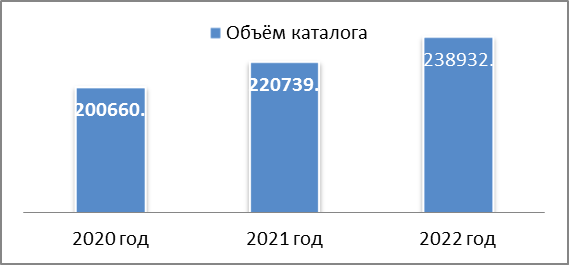 Объём каталога
200660.
220739.
238932.
2020 год
2021 год
2022 год